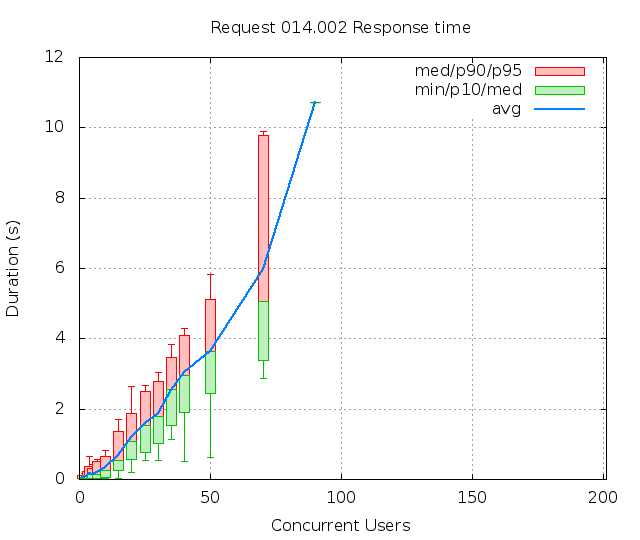 Request 014.002 Response time
12
10
8
6
4
2
0
Duration (s)
med/p90/p95
min/p10/med
avg
0
50
100
150
200
Concurrent Users